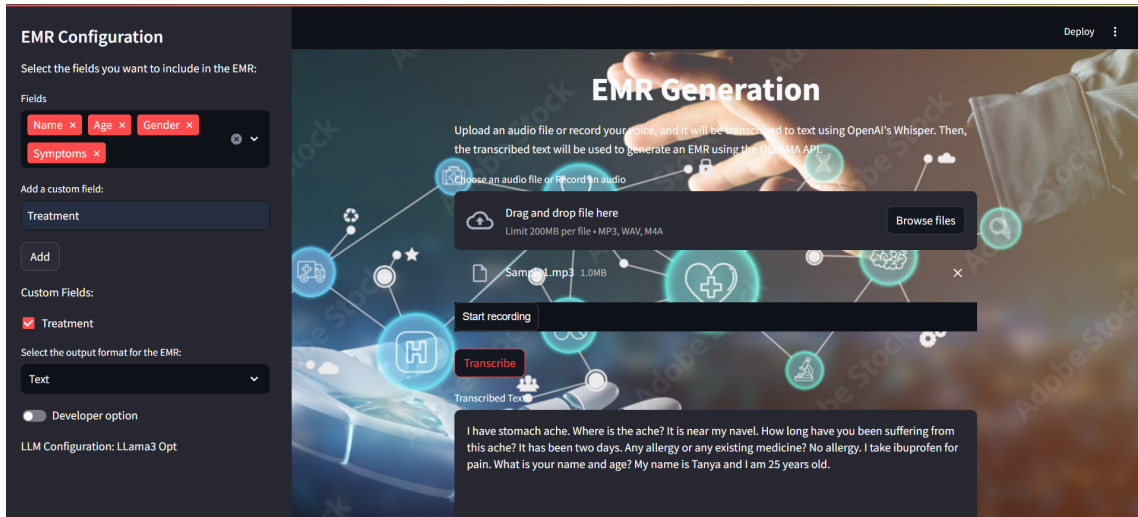 EMR Configuration
Select the fields you want to include in the EMR:
Fields
Name ×
Age ×
Gender ×
Symptoms ×
Add a custom field:
Treatment
Add
Custom Fields:
Treatment
Select the output format for the EMR:
Text
Developer option
LLM Configuration: LLama3 Opt
Deploy
EMR Generation
Upload an audio file or record your voice, and it will be transcribed to text using OpenAI's Whisper. Then,
the transcribed text will be used to generate an EMR using the OLLAMA API.
Choose an audio file or Record an audio
Drag and drop file here
Limit 200MB per file • MP3, WAV, M4A
Browse files
Sample1.mp3 1.0MB
Start recording
Transcribe
Transcribed Text
I have stomach ache. Where is the ache? It is near my navel. How long have you been suffering from
this ache? It has been two days. Any allergy or any existing medicine? No allergy. I take ibuprofen for
pain. What is your name and age? My name is Tanya and I am 25 years old.
H
Adobe Stock